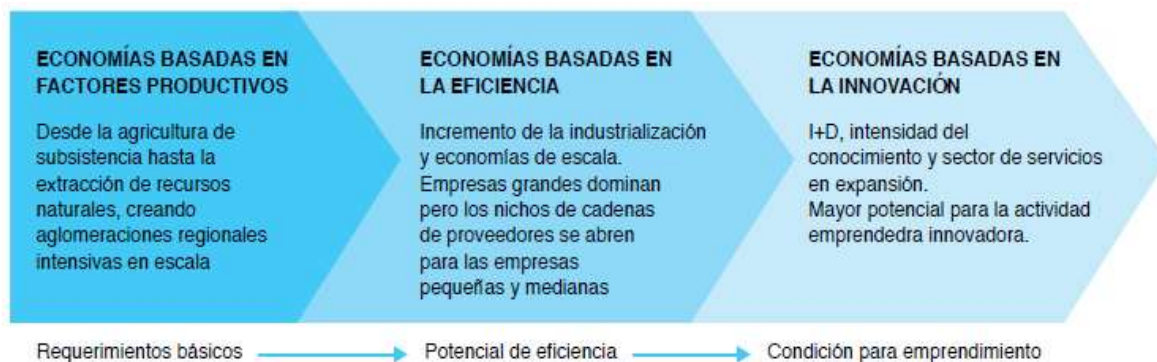 ECONOMÍAS BASADAS EN
FACTORES PRODUCTIVOS
Desde la agricultura de
subsistencia hasta la
extracción de recursos
naturales, creando
aglomeraciones regionales
intensivas en escala
ECONOMÍAS BASADAS EN
LA EFICIENCIA
Incremento de la industrialización
y economías de escala.
Empresas grandes dominan
pero los nichos de cadenas
de proveedores se abren
para las empresas
pequeñas y medianas
ECONOMÍAS BASADAS EN
LA INNOVACIÓN
I+D, intensidad del
conocimiento y sector de servicios
en expansión.
Mayor potencial para la actividad
emprendedra innovadora.
Requerimientos básicos
Potencial de eficiencia
Condición para emprendimiento